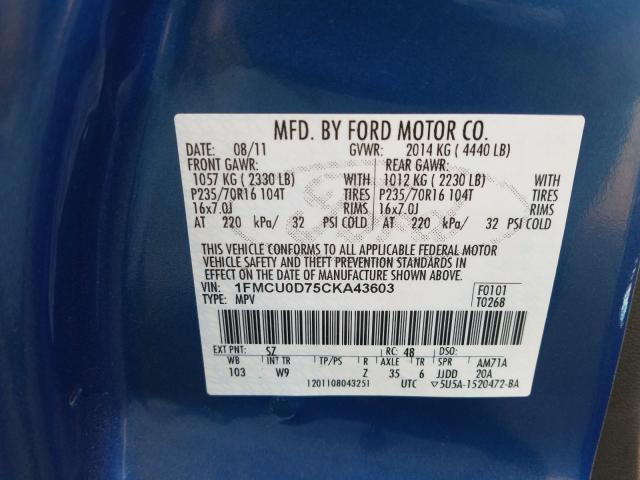 MFD. BY FORD MOTOR CO.
DATE: 08/11 GVWR: 2014 KG ( 4440 LB)
FRONT GAWR: REAR GAWR:
1057 KG ( 2330 LB) 1012 KG ( 2230 LB) WITH
P235/70R16 104T TIRES P235/70R16 104T TIRES
16x7.0J RIMS 16x7.0J RIMS
AT 220 kPa/ 32 PSI COLD AT 220 kPa/ 32 PSI COLD
THIS VEHICLE CONFORMS TO ALL APPLICABLE FEDERAL MOTOR
VEHICLE SAFETY AND THEFT PREVENTION STANDARDS IN
EFFECT ON THE DATE OF MANUFACTURE SHOWN ABOVE.
VIN: 1FMCU0D75CKA43603 F0101
TYPE: MPV T0268
EXT PNT: SZ RC: 48 DSO:
WB INT TR TP/PS R AXLE TR SPR AM71A
103 W9 Z 35 6 JJDD 20A
12011080432​51 UTC ▽5U5A-1520472-BA